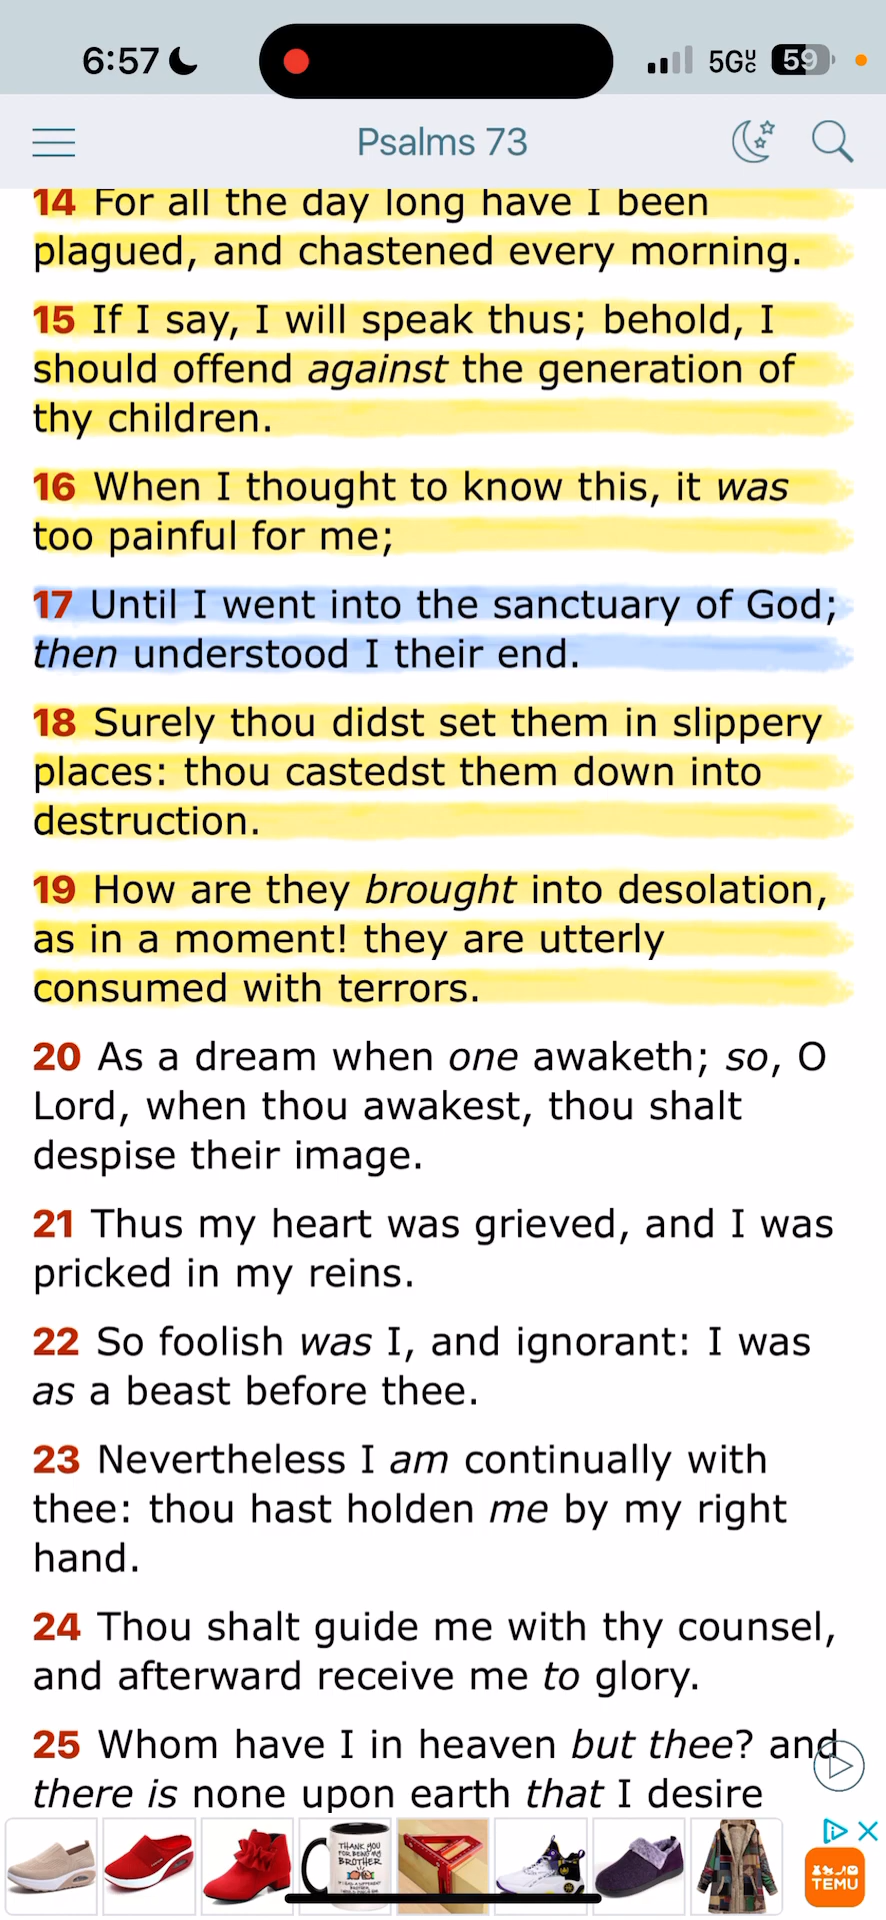 6:57
5G
59
Psalms 73
14 For all the day long have I been
plagued, and chastened every morning.
15 If I say, I will speak thus; behold, I
should offend against the generation of
thy children.
16 When I thought to know this, it was
too painful for me;
17 Until I went into the sanctuary of God;
then understood I their end.
18 Surely thou didst set them in slippery
places: thou castedst them down into
destruction.
19 How are they brought into desolation,
as in a moment! they are utterly
consumed with terrors.
20 As a dream when one awaketh; so, O
Lord, when thou awakest, thou shalt
despise their image.
21 Thus my heart was grieved, and I was
pricked in my reins.
22 So foolish was I, and ignorant: I was
as a beast before thee.
23 Nevertheless I am continually with
thee: thou hast holden me by my right
hand.
24 Thou shalt guide me with thy counsel,
and afterward receive me to glory.
25 Whom have I in heaven but thee? and
there is none upon earth that I desire
THANK YOU
FOR BEING MY
BROTHER
TEMU